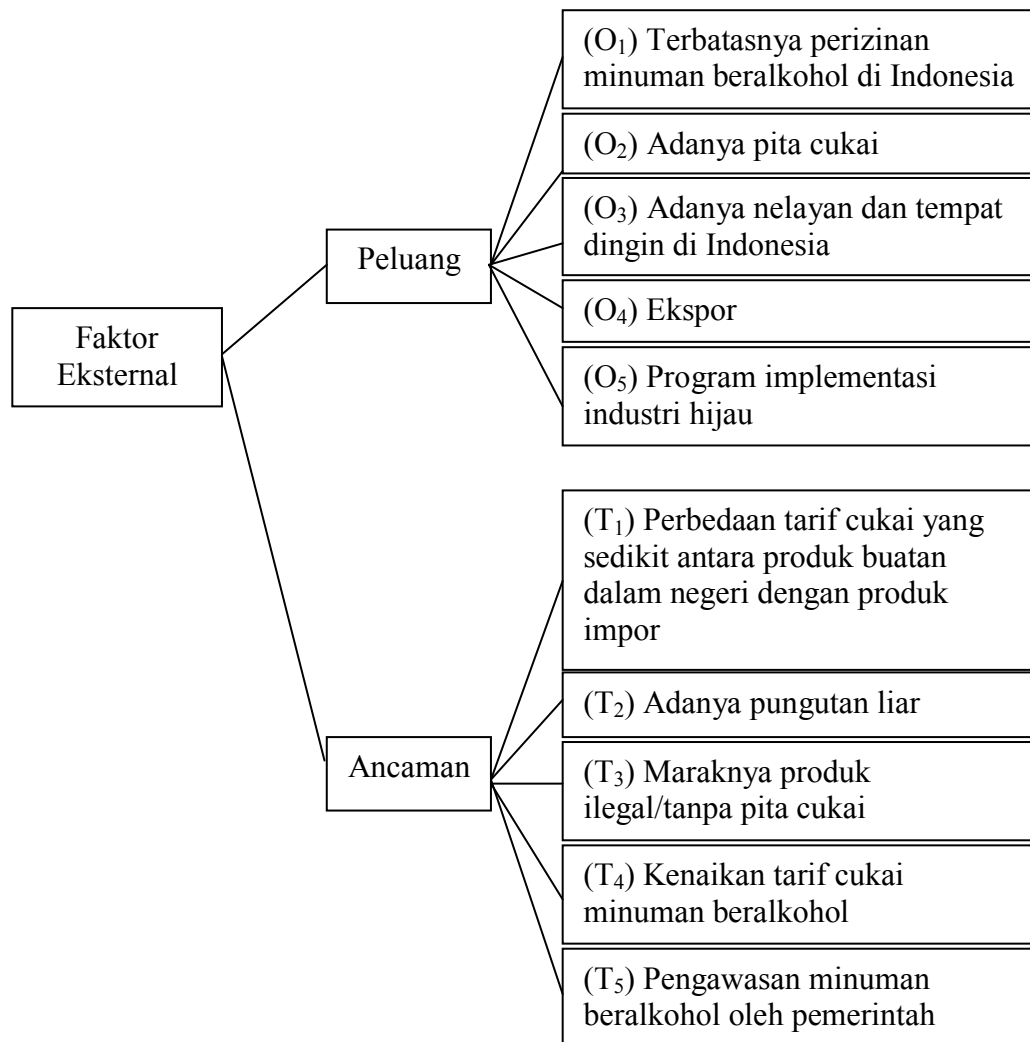 Faktor
Eksternal
Peluang
(O₁) Terbatasnya perizinan
minuman beralkohol di Indonesia
(O₂) Adanya pita cukai
(O₃) Adanya nelayan dan tempat
dingin di Indonesia
(O₄) Ekspor
(O₅) Program implementasi
industri hijau
Ancaman
(T₁) Perbedaan tarif cukai yang
sedikit antara produk buatan
dalam negeri dengan produk
impor
(T₂) Adanya pungutan liar
(T₃) Maraknya produk
ilegal/tanpa pita cukai
(T₄) Kenaikan tarif cukai
minuman beralkohol
(T₅) Pengawasan minuman
beralkohol oleh pemerintah